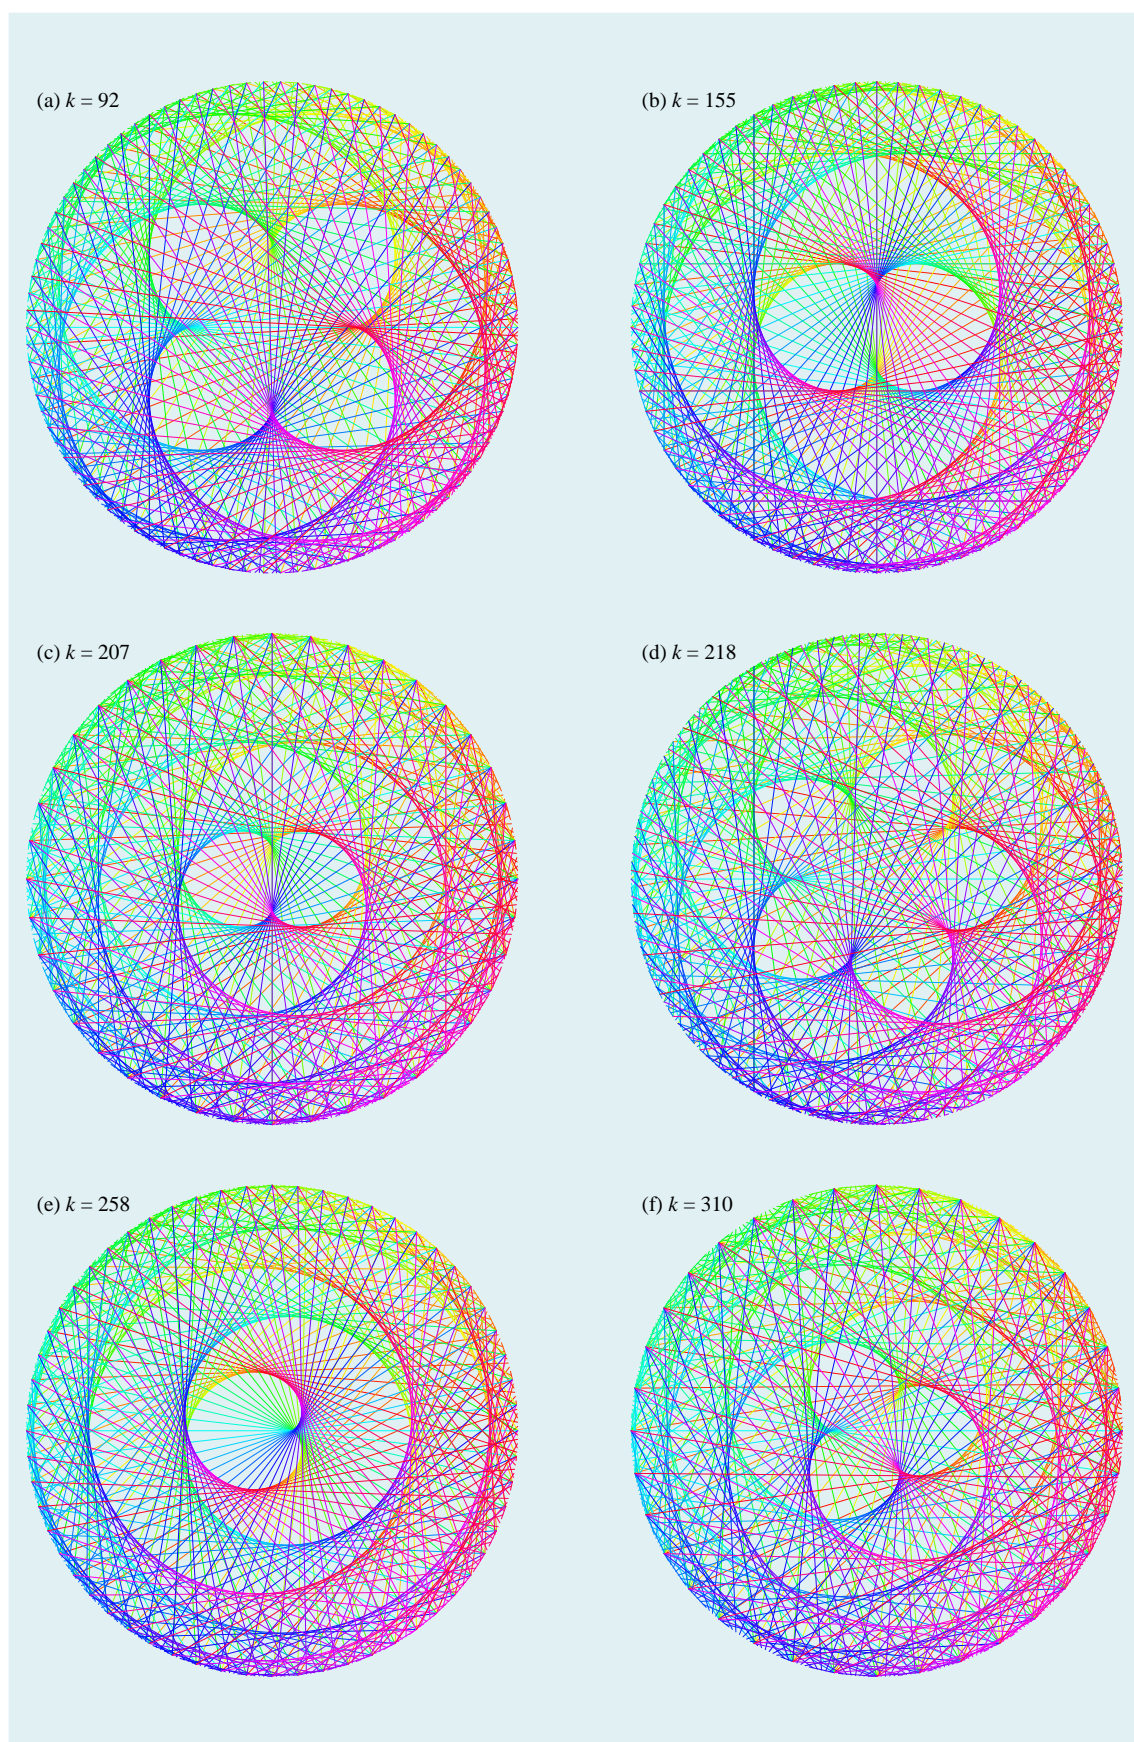 (a) k = 92
(b) k = 155
(c) k = 207
(d) k = 218
(e) k = 258
(f) k = 310